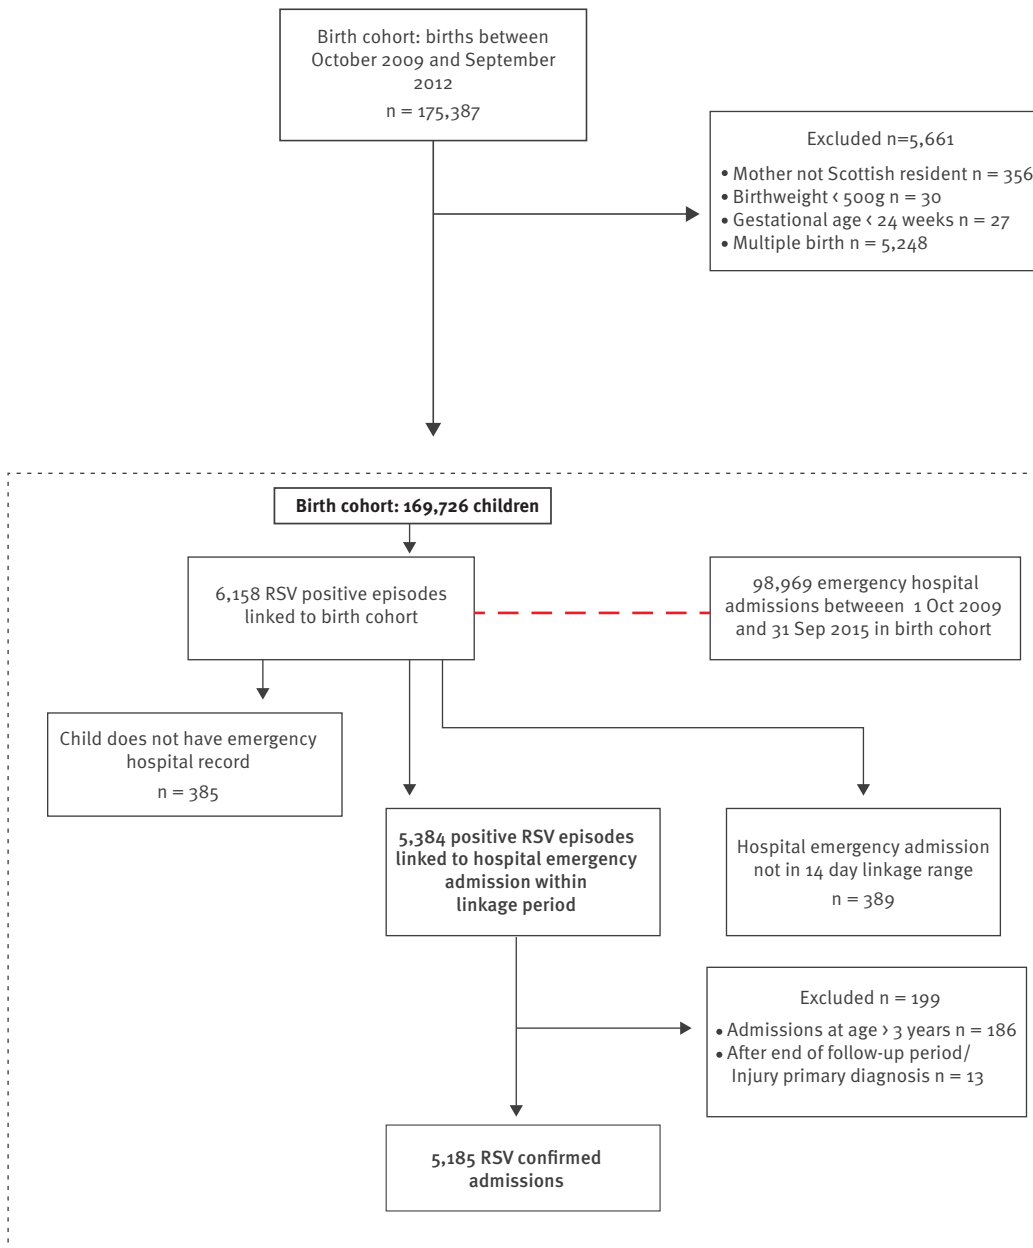 Birth cohort: births between
October 2009 and September
2012
n = 175,387
Excluded n=5,661
• Mother not Scottish resident n = 356
• Birthweight < 500g n = 30
• Gestational age < 24 weeks n = 27
• Multiple birth n = 5,248
Birth cohort: 169,726 children
6,158 RSV positive episodes
linked to birth cohort
98,969 emergency hospital
admissions betweeen 1 Oct 2009
and 31 Sep 2015 in birth cohort
Child does not have emergency
hospital record
n = 385
5,384 positive RSV episodes
linked to hospital emergency
admission within
linkage period
Hospital emergency admission
not in 14 day linkage range
n = 389
Excluded n = 199
• Admissions at age > 3 years n = 186
• After end of follow-up period/
Injury primary diagnosis n = 13
5,185 RSV confirmed
admissions